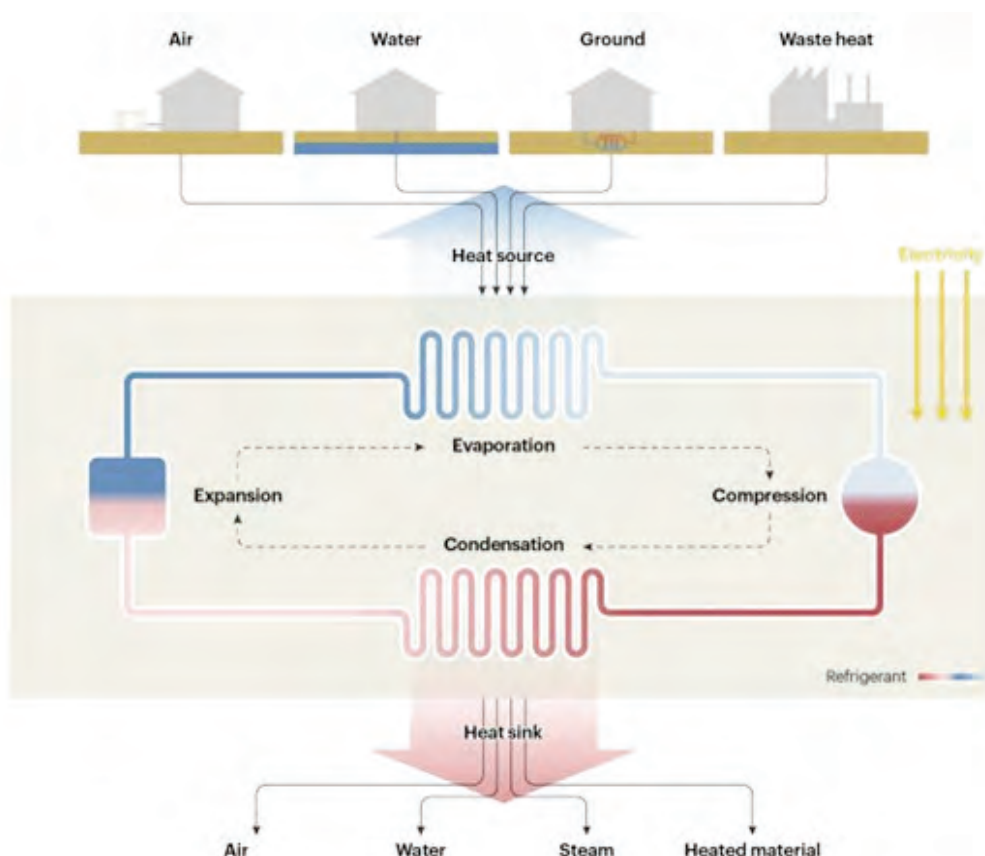 Air
Water
Ground
Waste heat
Heat source
Electricity
Evaporation
Expansion
Compression
Condensation
Refrigerant
Heat sink
Air
Water
Steam
Heated material